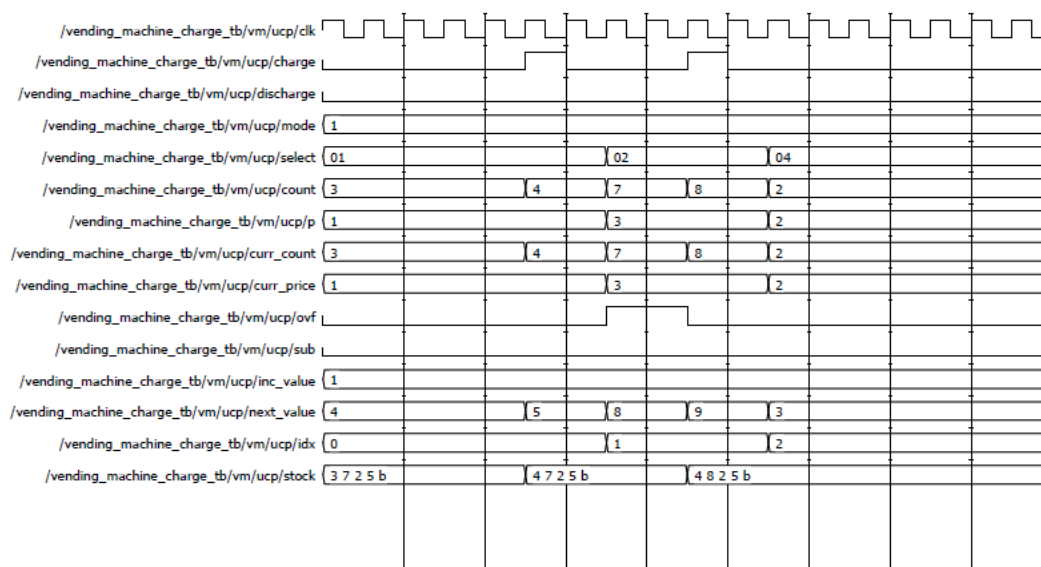 /vending_machine_charge_tb/vm/ucp/clk
/vending_machine_charge_tb/vm/ucp/charge
/vending_machine_charge_tb/vm/ucp/discharge
/vending_machine_charge_tb/vm/ucp/mode 1
/vending_machine_charge_tb/vm/ucp/select 01 02 04
/vending_machine_charge_tb/vm/ucp/count 3 4 7 8 2
/vending_machine_charge_tb/vm/ucp/p 1 3 2
/vending_machine_charge_tb/vm/ucp/curr_count 3 4 7 8 2
/vending_machine_charge_tb/vm/ucp/curr_price 1 3 2
/vending_machine_charge_tb/vm/ucp/ovf
/vending_machine_charge_tb/vm/ucp/sub
/vending_machine_charge_tb/vm/ucp/inc_value 1
/vending_machine_charge_tb/vm/ucp/next_value 4 5 8 9 3
/vending_machine_charge_tb/vm/ucp/idx 0 1 2
/vending_machine_charge_tb/vm/ucp/stock 3 7 2 5 b 4 7 2 5 b 4 8 2 5 b